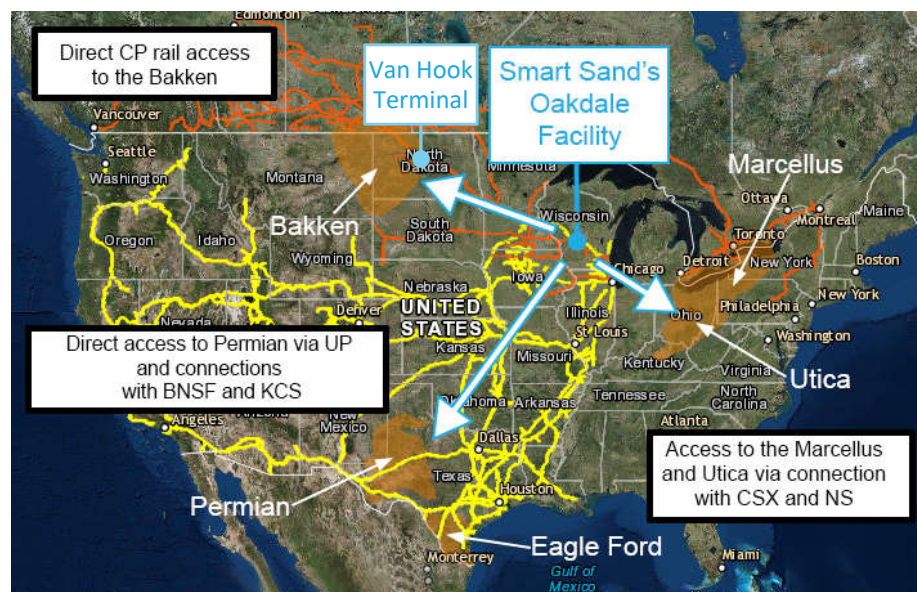 Edmonton
Direct CP rail access
to the Bakken
Van Hook
Terminal
Smart Sand's
Oakdale
Facility
Vancouver
Seattle
Washington
Montana
North
Dakota
Minnesota
Marcellus
Ottawa
Montreal
Maine
Bakken
South
Dakota
Wisconsin
Toronto
Oregon
Idaho
Wyoming
Iowa
Chicago
Detroit
New York
Boston
Nebraska
UNITED
STATES
Illinois
Ohio
Philadelphia
New York
Nevada
Denver
St Louis
Washington
Direct access to Permian via UP
and connections
with BNSF and KCS
Kansas
Missouri
Kentucky
Virginia
Utica
Angeles
Arizona
New
Mexico
Oklahoma
Arkansas
Tennessee
North
Carolina
Atlanta
Dallas
Access to the Marcellus
and Utica via connection
with CSX and NS
Permian
Texas
Houston
Eagle Ford
Monterrey
Gulf of
Mexico
Miami